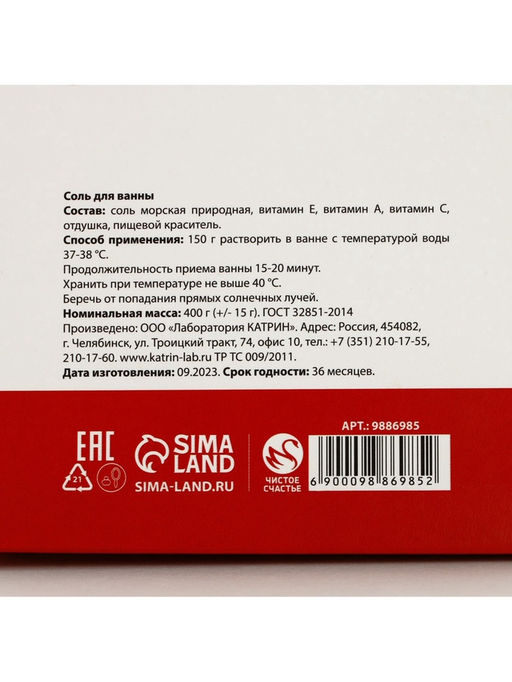 Соль для ванны
Состав: соль морская природная, витамин Е, витамин А, витамин С,
отдушка, пищевой краситель.
Способ применения: 150 г растворить в ванне с температурой воды
37-38 °С.
Продолжительность приема ванны 15-20 минут.
Хранить при температуре не выше 40 °С.
Беречь от попадания прямых солнечных лучей.
Номинальная масса: 400 г (+/- 15 г). ГОСТ 32851-2014
Произведено: ООО «Лаборатория КАТРИН». Адрес: Россия, 454082,
г. Челябинск, ул. Троицкий тракт, 74, офис 10, тел.: +7 (351) 210-17-55,
210-17-60. www.katrin-lab.ru ТР ТС 009/2011.
Дата изготовления: 09.2023. Срок годности: 36 месяцев.
АРТ.: 9886985
EAC
SIMA
LAND
21
SIMA-LAND.RU
ЧИСТОЕ
СЧАСТЬЕ
6 900098 869852